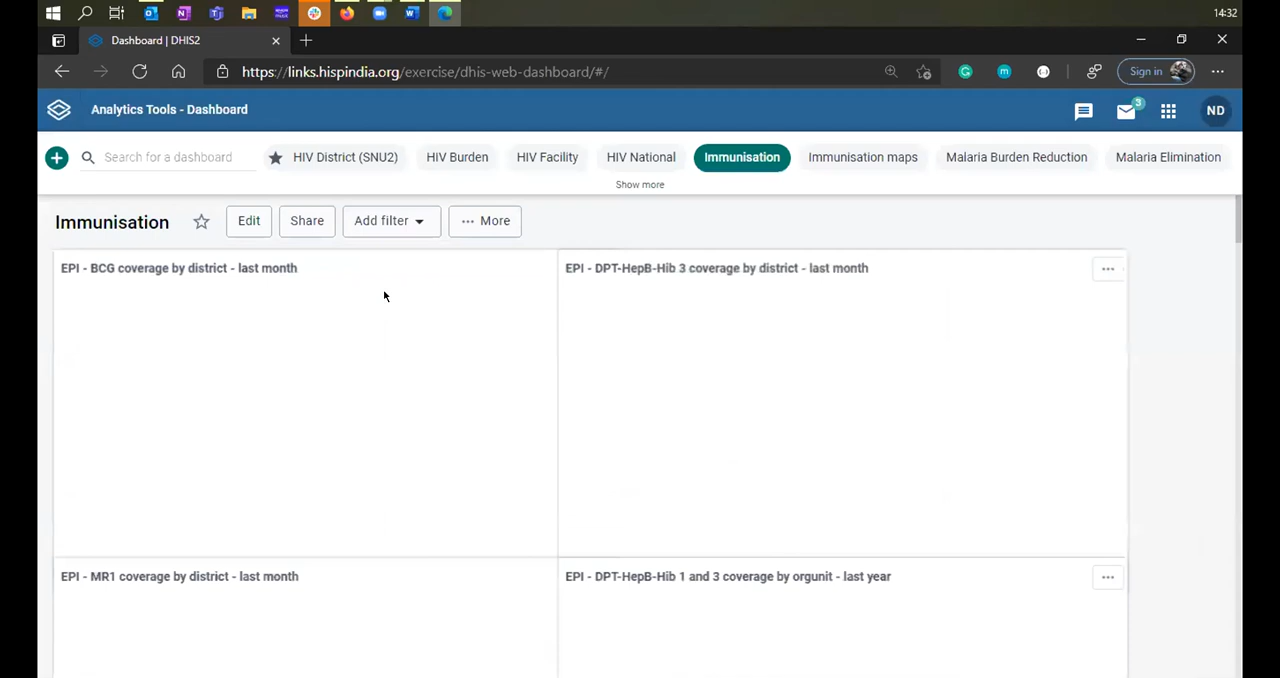 14:32
Dashboard | DHIS2
https://links.hispindia.org/exercise/dhis-web-dashboard/#/
Sign in
Analytics Tools - Dashboard
3
ND
Search for a dashboard
HIV District (SNU2)
HIV Burden
HIV Facility
HIV National
Immunisation
Immunisation maps
Malaria Burden Reduction
Malaria Elimination
Show more
Immunisation
Edit
Share
Add filter
More
EPI - BCG coverage by district - last month
EPI - DPT-HepB-Hib 3 coverage by district - last month
EPI - MR1 coverage by district - last month
EPI - DPT-HepB-Hib 1 and 3 coverage by orgunit - last year